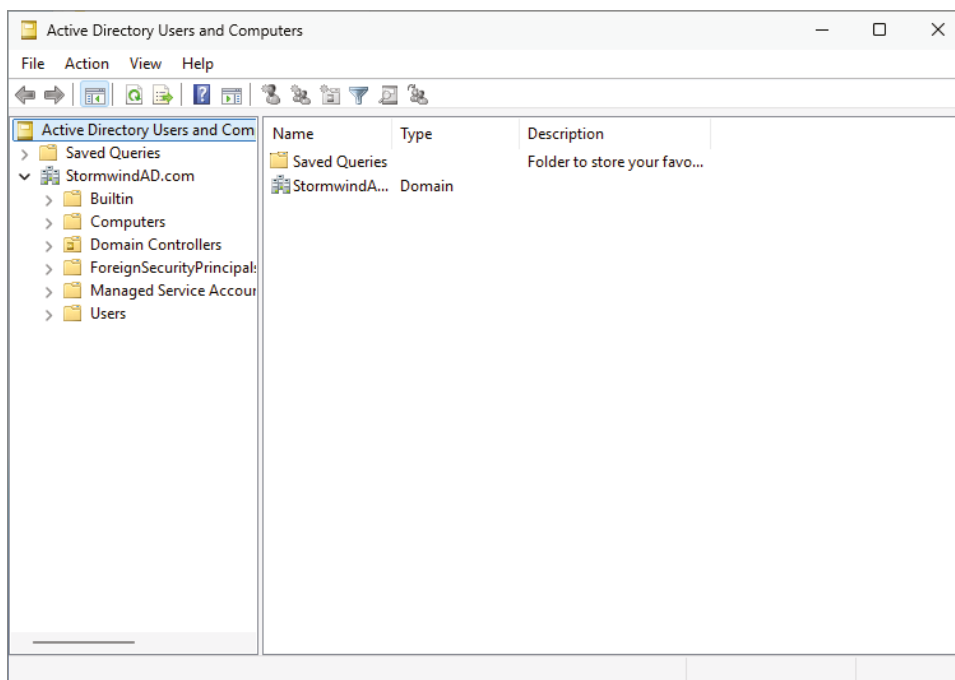 Active Directory Users and Computers
File Action View Help
Active Directory Users and Com
Saved Queries
StormwindAD.com
Builtin
Computers
Domain Controllers
ForeignSecurityPrincipal
Managed Service Accour
Users
Name Type Description
Saved Queries Folder to store your favo...
StormwindA... Domain